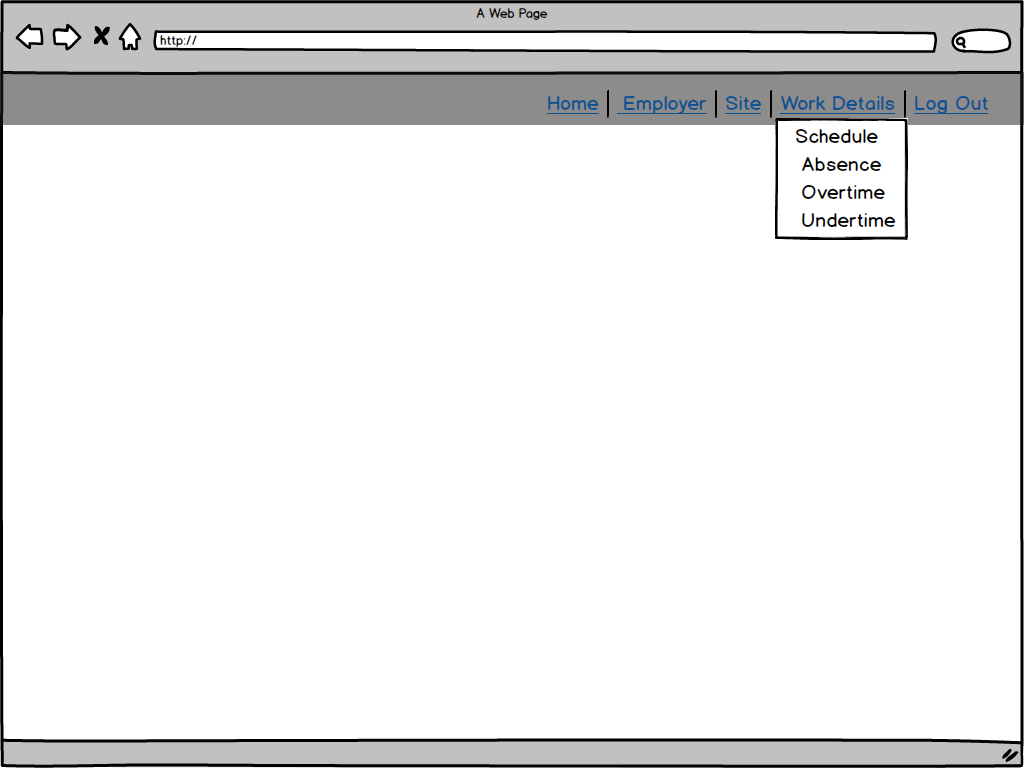 A Web Page
http://
Home Employer Site Work Details Log Out
Schedule
Absence
Overtime
Undertime